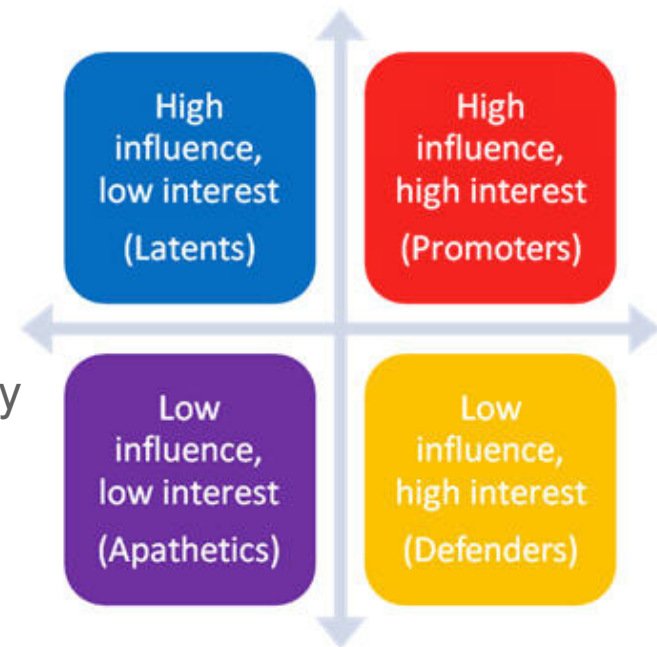 High
influence,
low interest
(Latents)
High
influence,
high interest
(Promoters)
y
Low
influence,
low interest
(Apathetics)
Low
influence,
high interest
(Defenders)